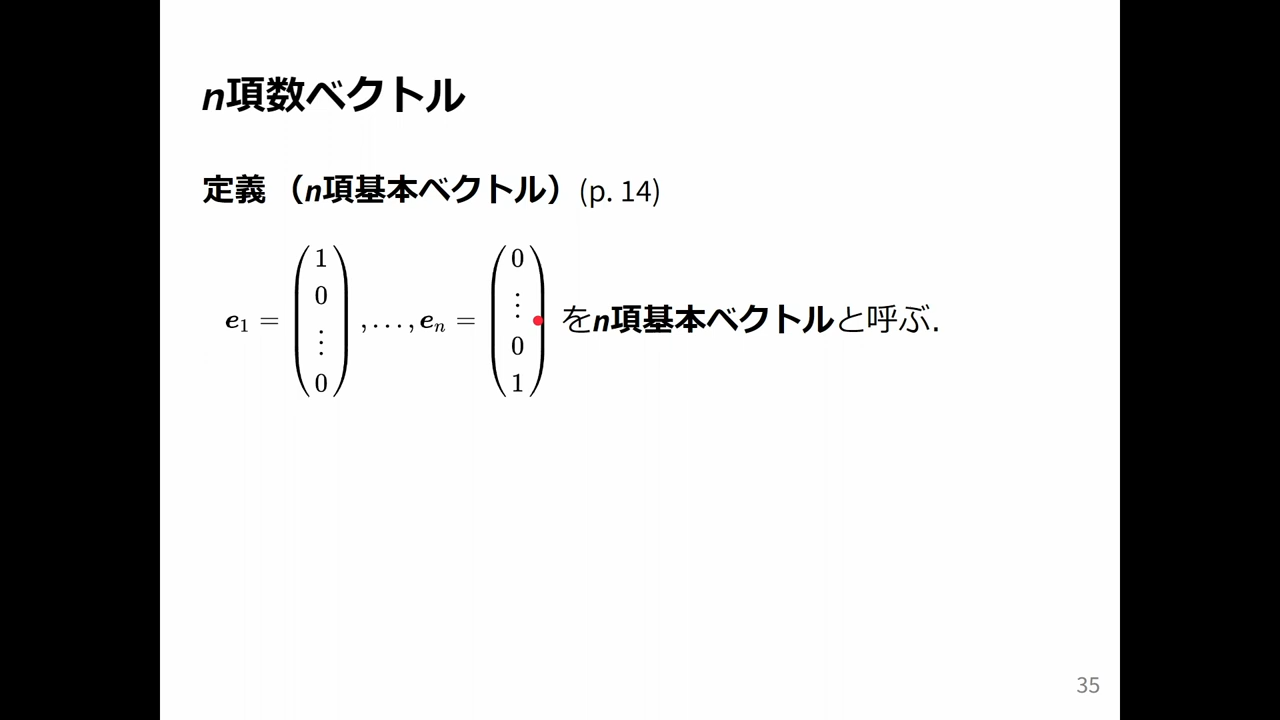 n項数ベクトル
定義 （n項基本ベクトル）(p. 14)
e₁ = (1 0 ⋮ 0) , … , eₙ = (0 ⋮ 0 1) をn項基本ベクトルと呼ぶ.
35